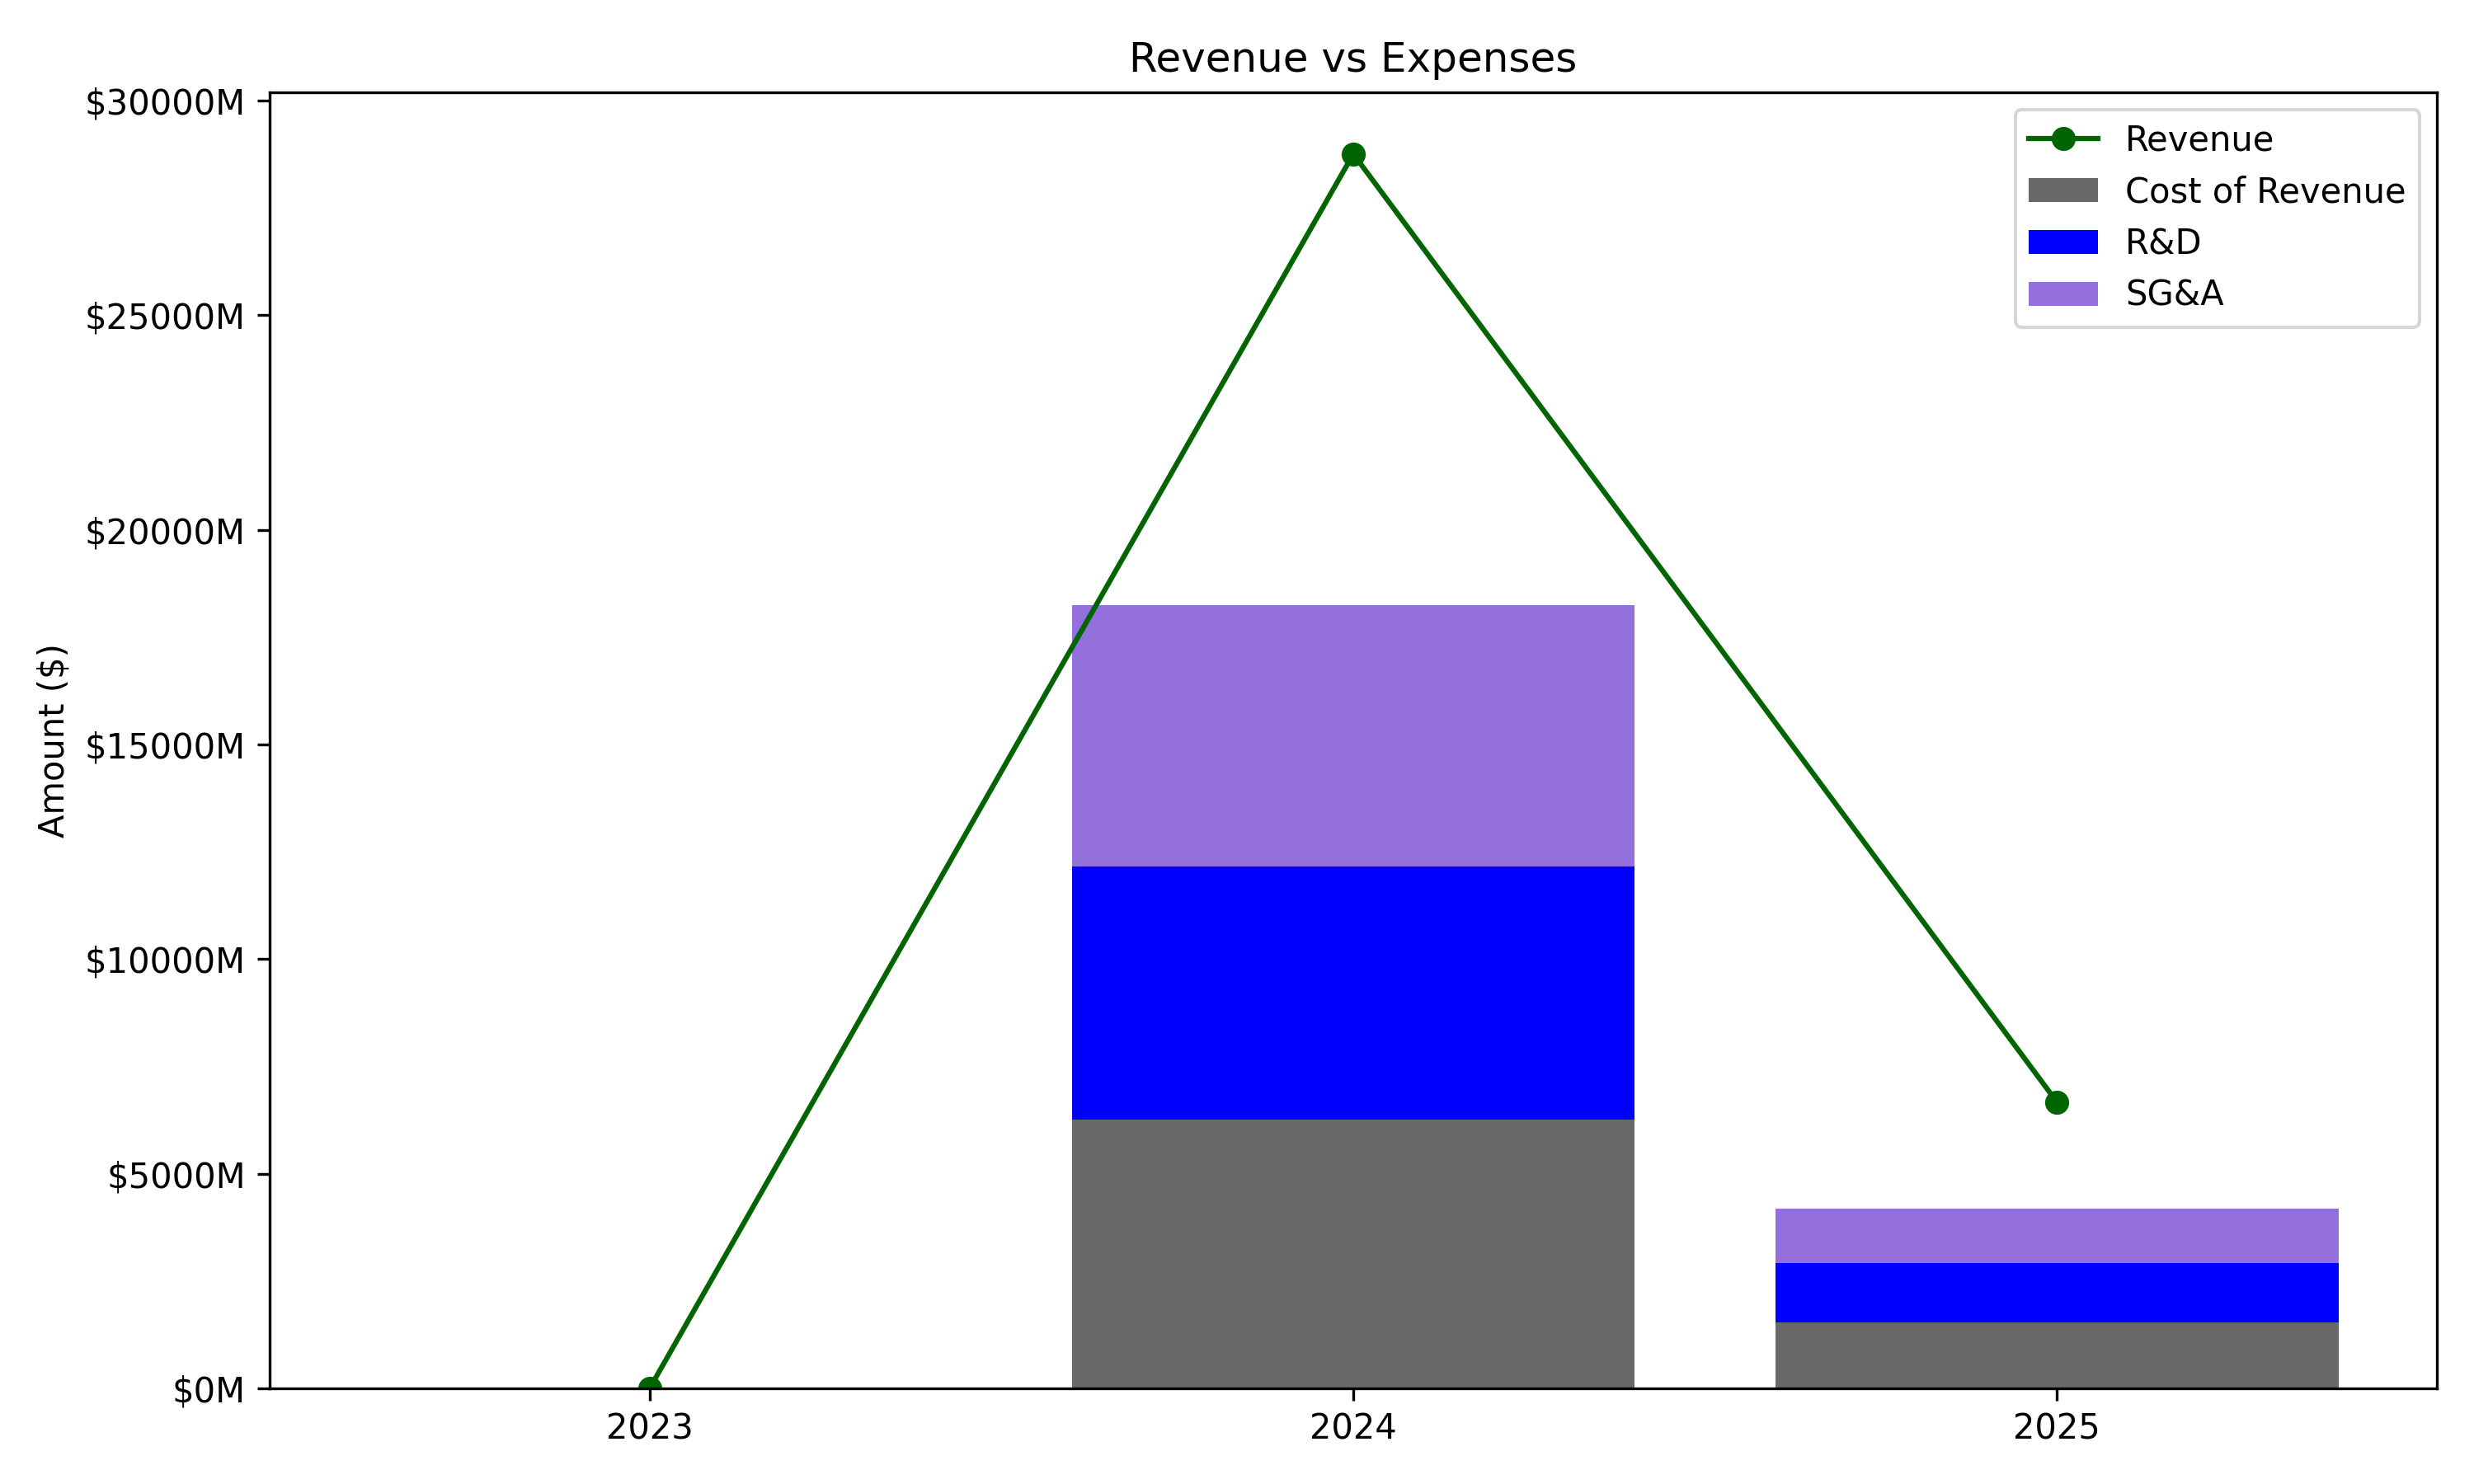 Revenue vs Expenses
$30000M
$25000M
$20000M
$15000M
$10000M
$5000M
$0M
Amount ($)
Revenue
Cost of Revenue
R&D
SG&A
2023
2024
2025